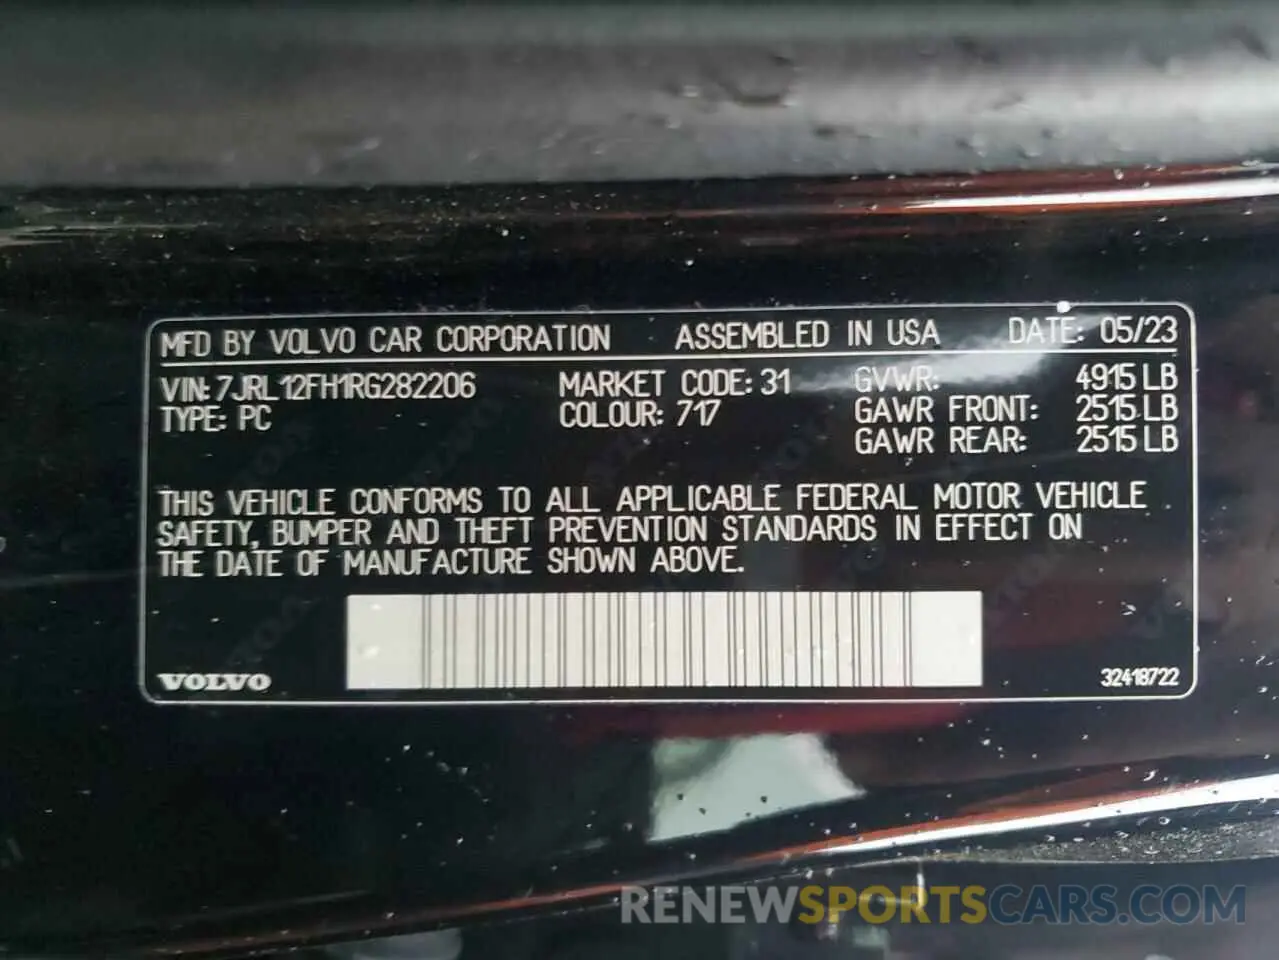 MFD BY VOLVO CAR CORPORATION ASSEMBLED IN USA DATE: 05/23
VIN: 7JRL12FH1RG282206 MARKET CODE: 31 GVWR: 4915 LB
TYPE: PC COLOUR: 717 GAWR FRONT: 2515 LB
GAWR REAR: 2515 LB
THIS VEHICLE CONFORMS TO ALL APPLICABLE FEDERAL MOTOR VEHICLE
SAFETY, BUMPER AND THEFT PREVENTION STANDARDS IN EFFECT ON
THE DATE OF MANUFACTURE SHOWN ABOVE.
VOLVO 32418722
RENEWSPORTSCARS.COM